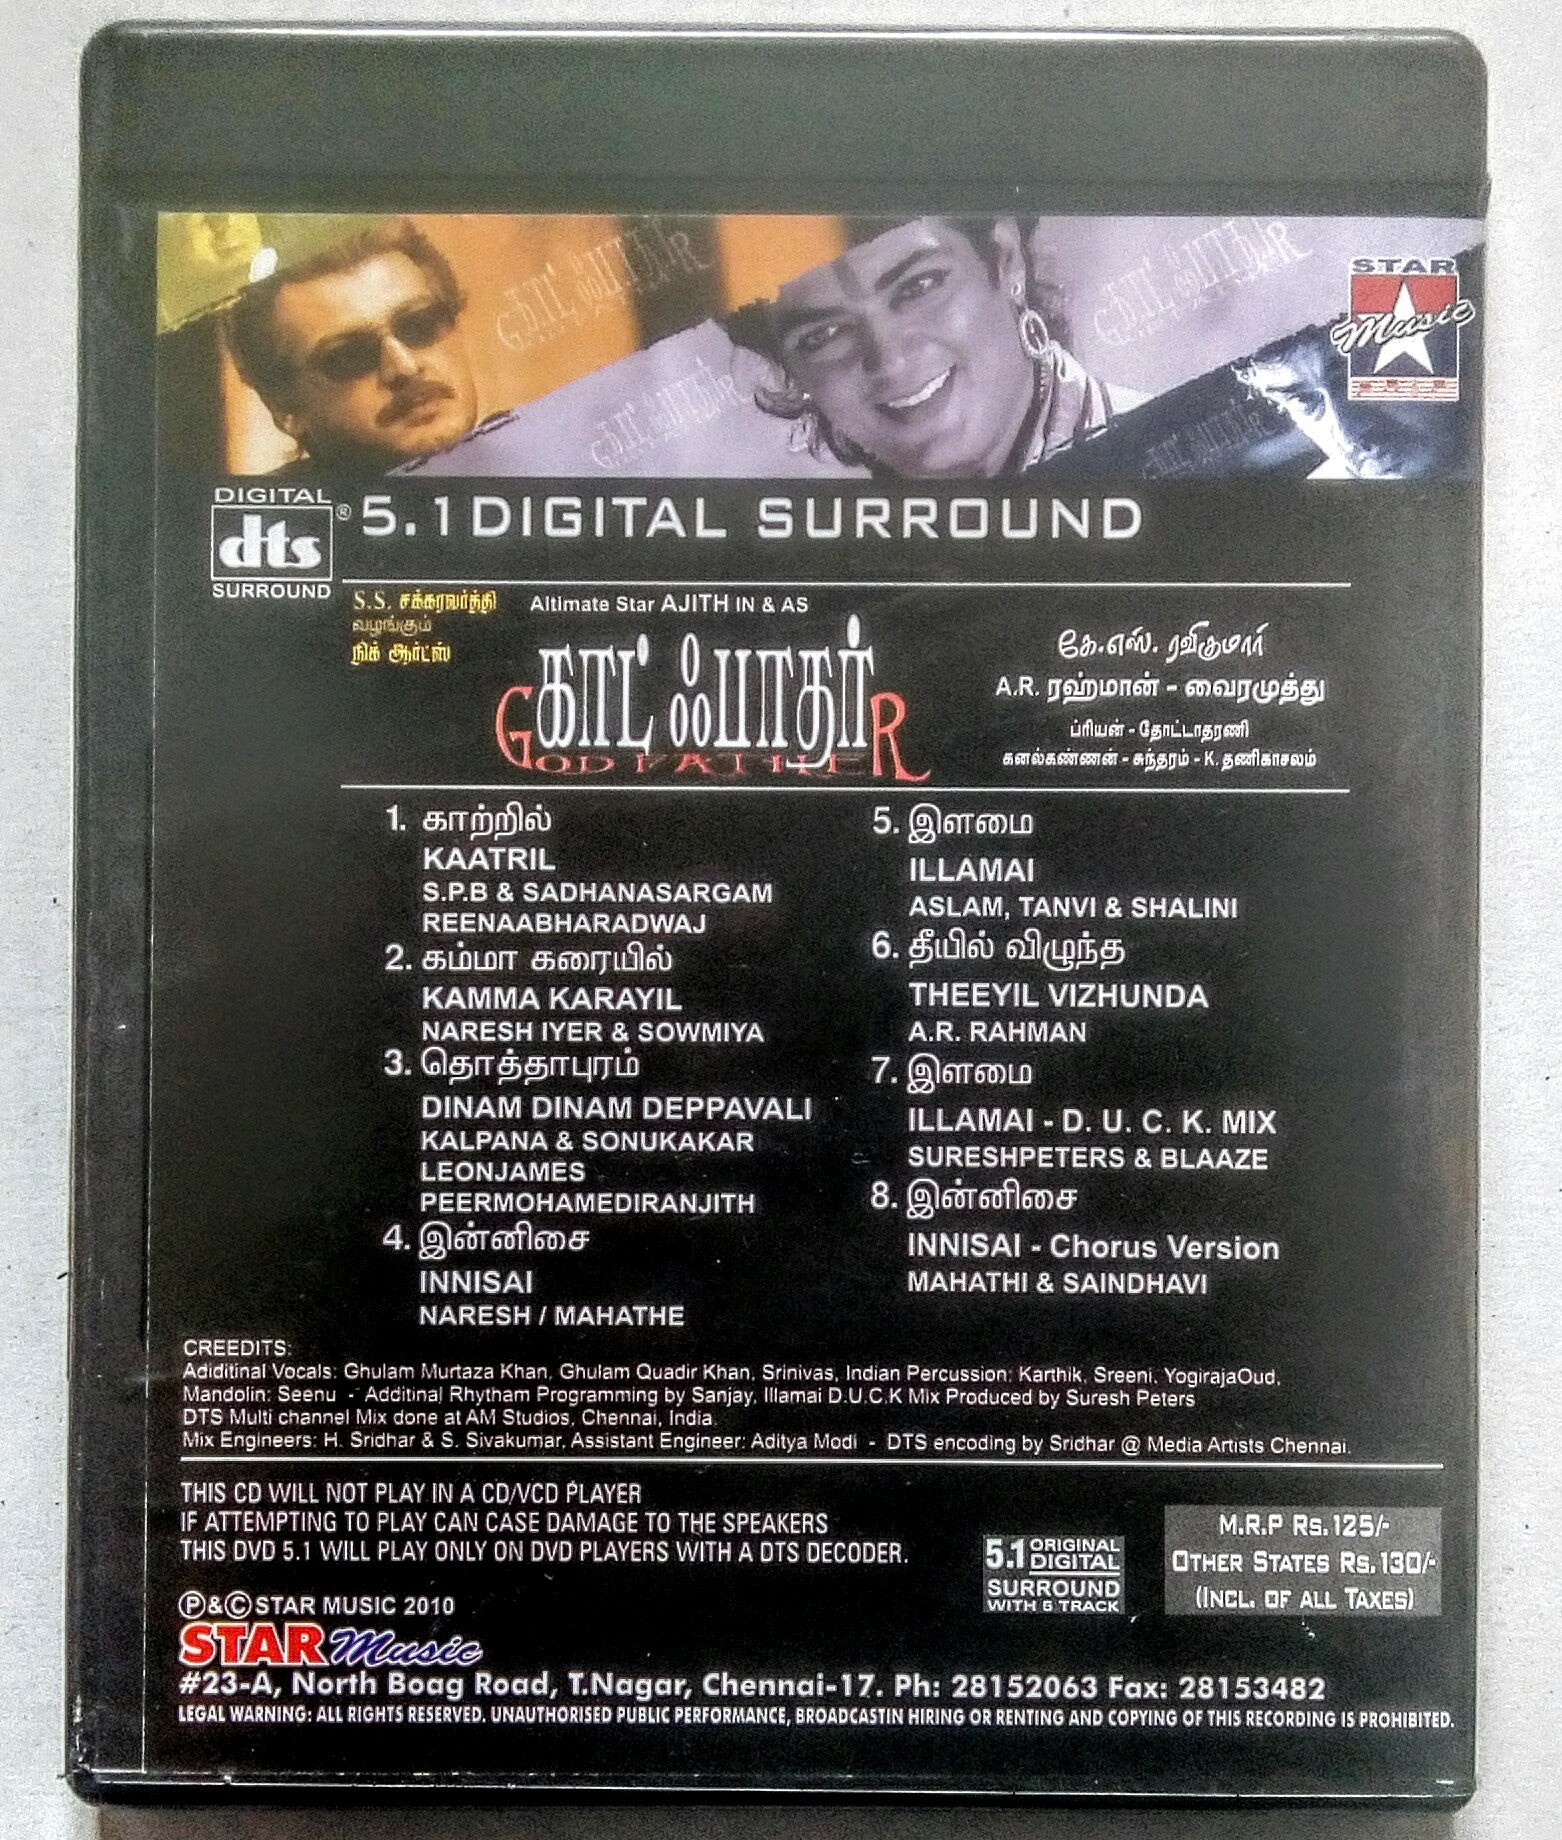 STAR
Music
DIGITAL
dts ®
SURROUND
5.1 DIGITAL SURROUND
S.S. சக்கரவர்த்தி
வழங்கும்
நிக் ஆர்ட்ஸ்
Altimate Star AJITH IN & AS
காட்ஃபாதர்
GODFATHER
கே.எஸ். ரவிகுமார்
A.R. ரஹ்மான் - வைரமுத்து
ப்ரியன் - தோட்டாதரணி
கனல்கண்ணன் - சுந்தரம் - K. தணிகாசலம்
1. காற்றில்
KAATRIL
S.P.B & SADHANASARGAM
REENAABHARADWAJ
2. கம்மா கரையில்
KAMMA KARAYIL
NARESH IYER & SOWMIYA
3. தொத்தாபுரம்
DINAM DINAM DEPPAVALI
KALPANA & SONUKAKAR
LEONJAMES
PEERMOHAMEDIRANJITH
4. இன்னிசை
INNISAI
NARESH / MAHATHE
5. இளமை
ILLAMAI
ASLAM, TANVI & SHALINI
6. தீயில் விழுந்த
THEEYIL VIZHUNDA
A.R. RAHMAN
7. இளமை
ILLAMAI - D. U. C. K. MIX
SURESHPETERS & BLAAZE
8. இன்னிசை
INNISAI - Chorus Version
MAHATHI & SAINDHAVI
CREEDITS:
Adiditinal Vocals: Ghulam Murtaza Khan, Ghulam Quadir Khan, Srinivas, Indian Percussion: Karthik, Sreeni, YogirajaOud,
Mandolin: Seenu - Additinal Rhytham Programming by Sanjay, Illamai D.U.C.K Mix Produced by Suresh Peters
DTS Multi channel Mix done at AM Studios, Chennai, India.
Mix Engineers: H. Sridhar & S. Sivakumar, Assistant Engineer: Aditya Modi - DTS encoding by Sridhar @ Media Artists Chennai.
THIS CD WILL NOT PLAY IN A CD/VCD PLAYER
IF ATTEMPTING TO PLAY CAN CASE DAMAGE TO THE SPEAKERS
THIS DVD 5.1 WILL PLAY ONLY ON DVD PLAYERS WITH A DTS DECODER.
5.1 ORIGINAL DIGITAL
SURROUND
WITH 6 TRACK
M.R.P Rs.125/-
OTHER STATES Rs.130/-
(INCL. OF ALL TAXES)
Ⓟ&Ⓒ STAR MUSIC 2010
STAR Music
#23-A, North Boag Road, T.Nagar, Chennai-17. Ph: 28152063 Fax: 28153482
LEGAL WARNING: ALL RIGHTS RESERVED. UNAUTHORISED PUBLIC PERFORMANCE, BROADCASTIN HIRING OR RENTING AND COPYING OF THIS RECORDING IS PROHIBITED.